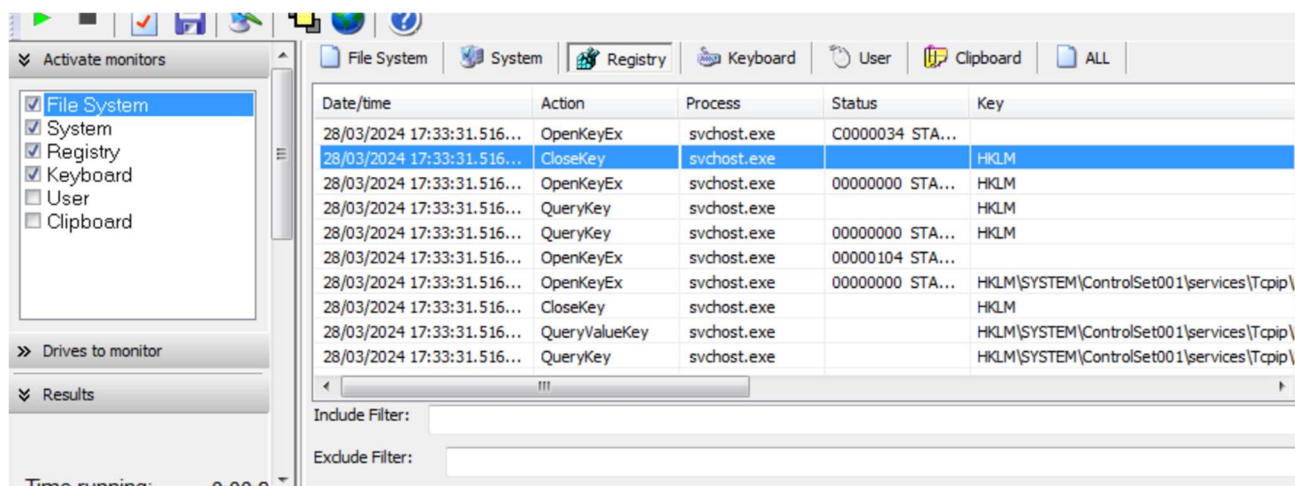 Activate monitors
File System
System
Registry
Keyboard
User
Clipboard
Drives to monitor
Results
Time running: 0:00:0
File System System Registry Keyboard User Clipboard ALL
Date/time Action Process Status Key
28/03/2024 17:33:31.516... OpenKeyEx svchost.exe C0000034 STA...
28/03/2024 17:33:31.516... CloseKey svchost.exe HKLM
28/03/2024 17:33:31.516... OpenKeyEx svchost.exe 00000000 STA... HKLM
28/03/2024 17:33:31.516... QueryKey svchost.exe HKLM
28/03/2024 17:33:31.516... QueryKey svchost.exe 00000000 STA... HKLM
28/03/2024 17:33:31.516... OpenKeyEx svchost.exe 00000104 STA...
28/03/2024 17:33:31.516... OpenKeyEx svchost.exe 00000000 STA... HKLM\SYSTEM\ControlSet001\services\Tcpip\
28/03/2024 17:33:31.516... CloseKey svchost.exe HKLM
28/03/2024 17:33:31.516... QueryValueKey svchost.exe HKLM\SYSTEM\ControlSet001\services\Tcpip\
28/03/2024 17:33:31.516... QueryKey svchost.exe HKLM\SYSTEM\ControlSet001\services\Tcpip\
Include Filter:
Exclude Filter: